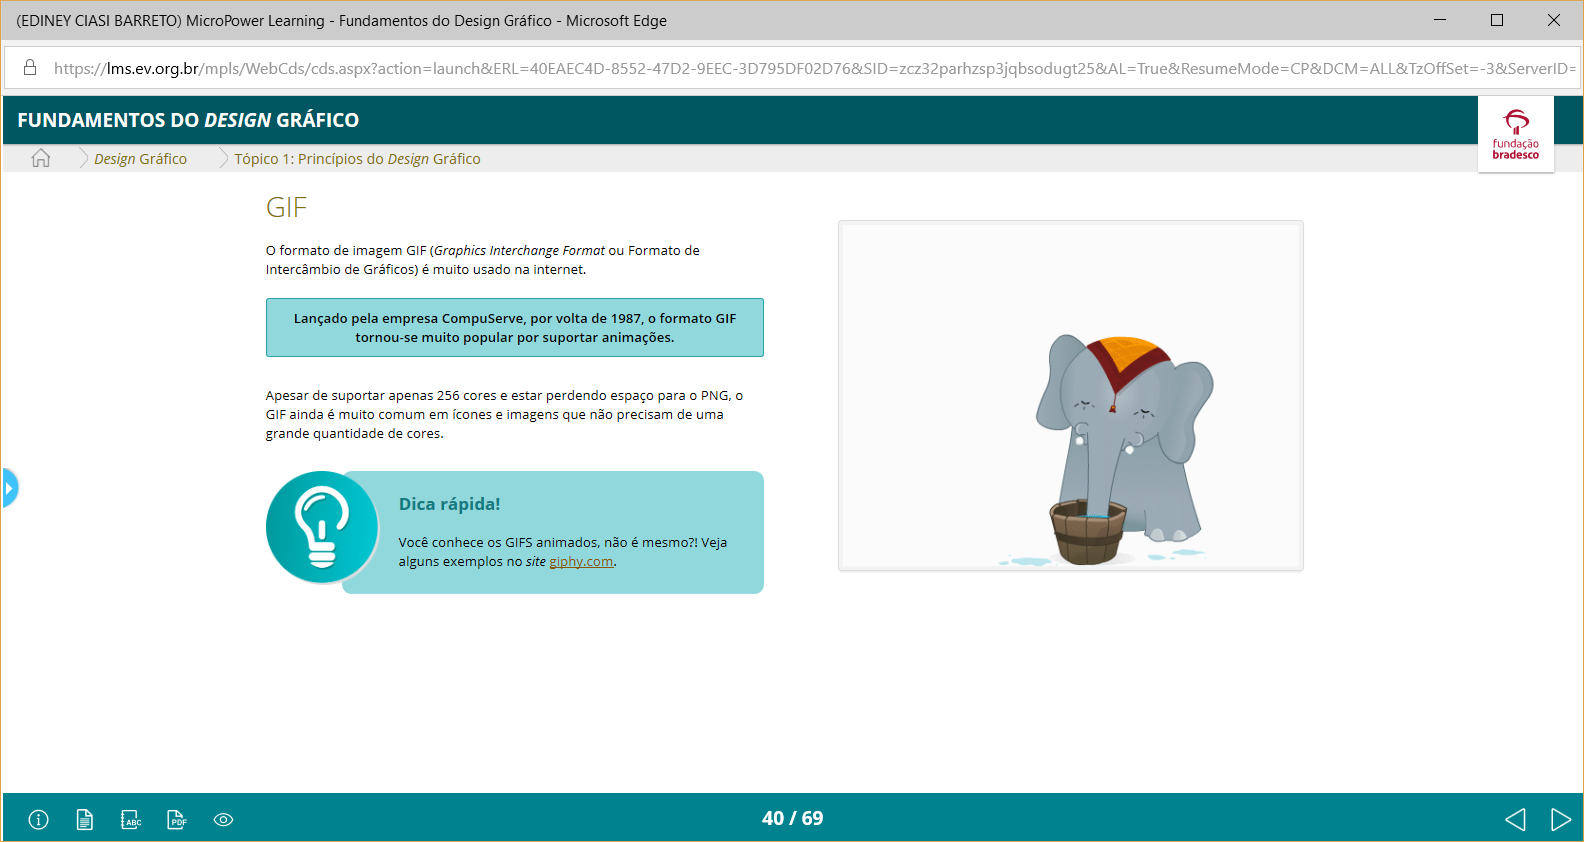 (EDINEY CIASI BARRETO) MicroPower Learning - Fundamentos do Design Gráfico - Microsoft Edge
https://lms.ev.org.br/mpls/WebCds/cds.aspx?action=launch&ERL=40EAEC4D-8552-47D2-9EEC-3D795DF02D76&SID=zcz32parhzsp3jqbsodugt25&AL=True&ResumeMode=CP&DCM=ALL&TzOffSet=-3&ServerID=
FUNDAMENTOS DO DESIGN GRÁFICO
fundação
bradesco
Design Gráfico
Tópico 1: Princípios do Design Gráfico
GIF
O formato de imagem GIF (Graphics Interchange Format ou Formato de
Intercâmbio de Gráficos) é muito usado na internet.
Lançado pela empresa CompuServe, por volta de 1987, o formato GIF
tornou-se muito popular por suportar animações.
Apesar de suportar apenas 256 cores e estar perdendo espaço para o PNG, o
GIF ainda é muito comum em ícones e imagens que não precisam de uma
grande quantidade de cores.
Dica rápida!
Você conhece os GIFS animados, não é mesmo?! Veja
alguns exemplos no site giphy.com.
ABC
PDF
40 / 69